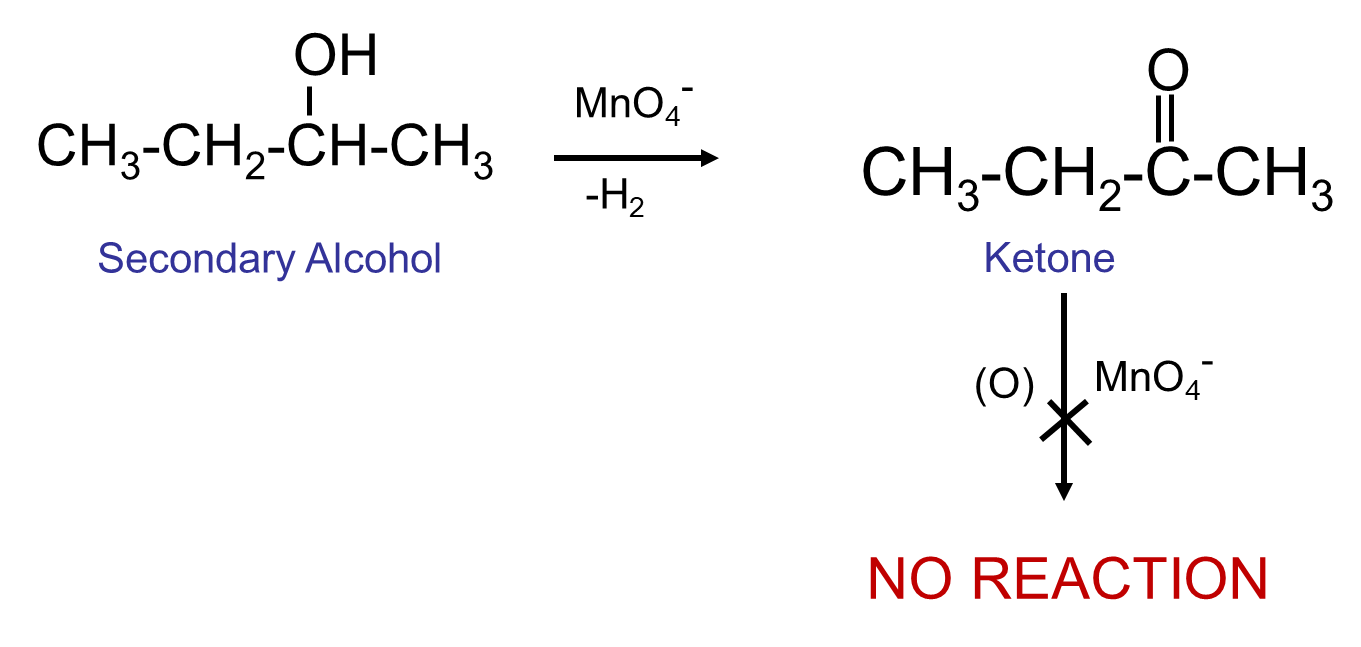 OH
CH₃-CH₂-CH-CH₃
Secondary Alcohol
MnO₄⁻
-H₂
O
CH₃-CH₂-C-CH₃
Ketone
(O) MnO₄⁻
NO REACTION